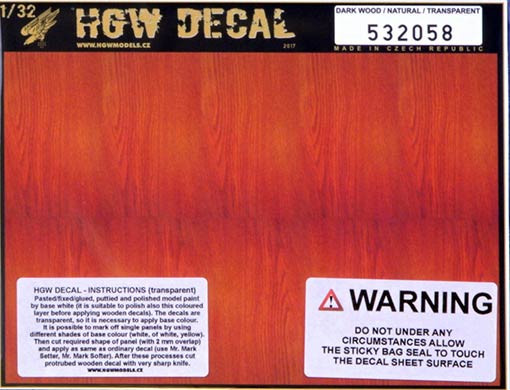 1/32
HGW DECAL
WWW.HGWMODELS.CZ
2017
DARK WOOD / NATURAL / TRANSPARENT
532058
MADE IN CZECH REPUBLIC
HGW DECAL - INSTRUCTIONS (transparent)
Pasted/fixed/glued, puttied and polished model paint
by base white (it is suitable to polish also this coloured
layer before applying wooden decals). The decals are
transparent, so it is necessary to apply base colour.
It is possible to mark off single panels by using
different shades of base colour (white, of white, yellow).
Then cut required shape of panel (with 2 mm overlap)
and apply as same as ordinary decal (use Mr. Mark
Setter, Mr. Mark Softer). After these processes cut
protrubed wooden decal with very sharp knife.
WWW.HGWMODELS.CZ
WARNING
DO NOT UNDER ANY
CIRCUMSTANCES ALLOW
THE STICKY BAG SEAL TO TOUCH
THE DECAL SHEET SURFACE